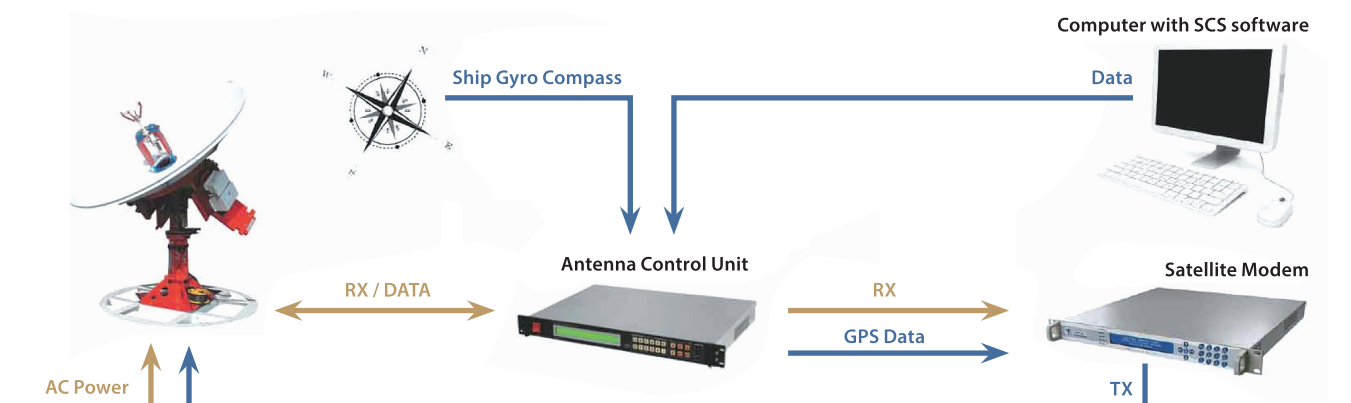 Computer with SCS software
Ship Gyro Compass
Data
N
W
E
Antenna Control Unit
Satellite Modem
RX / DATA
RX
GPS Data
AC Power
TX